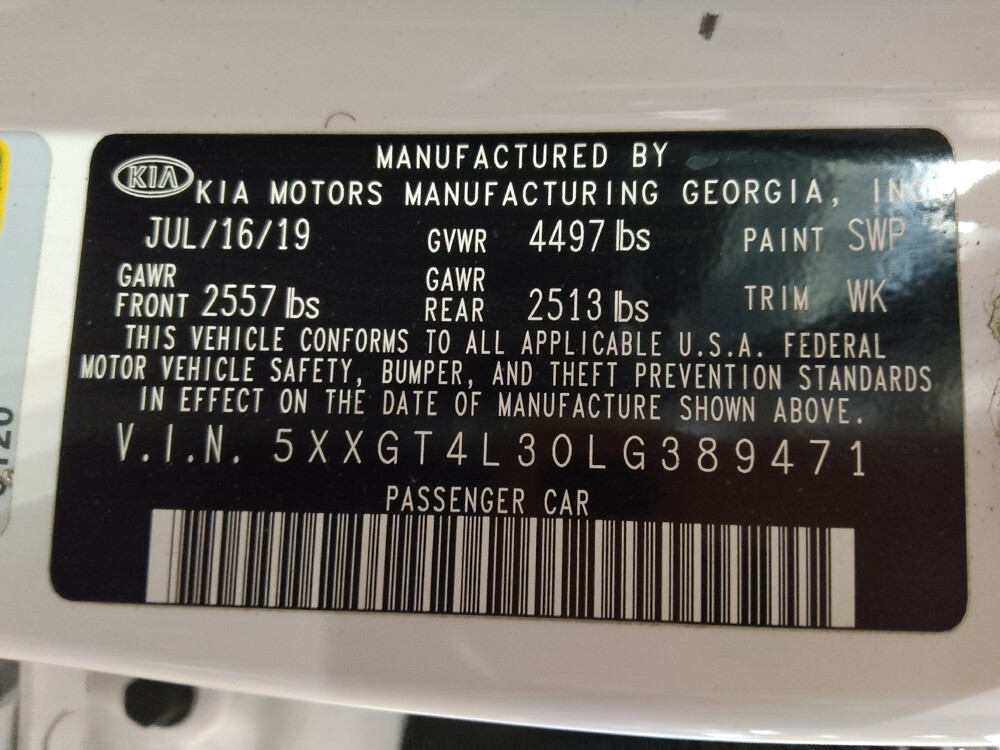 MANUFACTURED BY
KIA KIA MOTORS MANUFACTURING GEORGIA, INC
JUL/16/19 GVWR 4497 lbs PAINT SWP
GAWR FRONT 2557 lbs GAWR REAR 2513 lbs TRIM WK
THIS VEHICLE CONFORMS TO ALL APPLICABLE U.S.A. FEDERAL
MOTOR VEHICLE SAFETY, BUMPER, AND THEFT PREVENTION STANDARDS
IN EFFECT ON THE DATE OF MANUFACTURE SHOWN ABOVE.
V.I.N. 5XXGT4L30LG389471
PASSENGER CAR